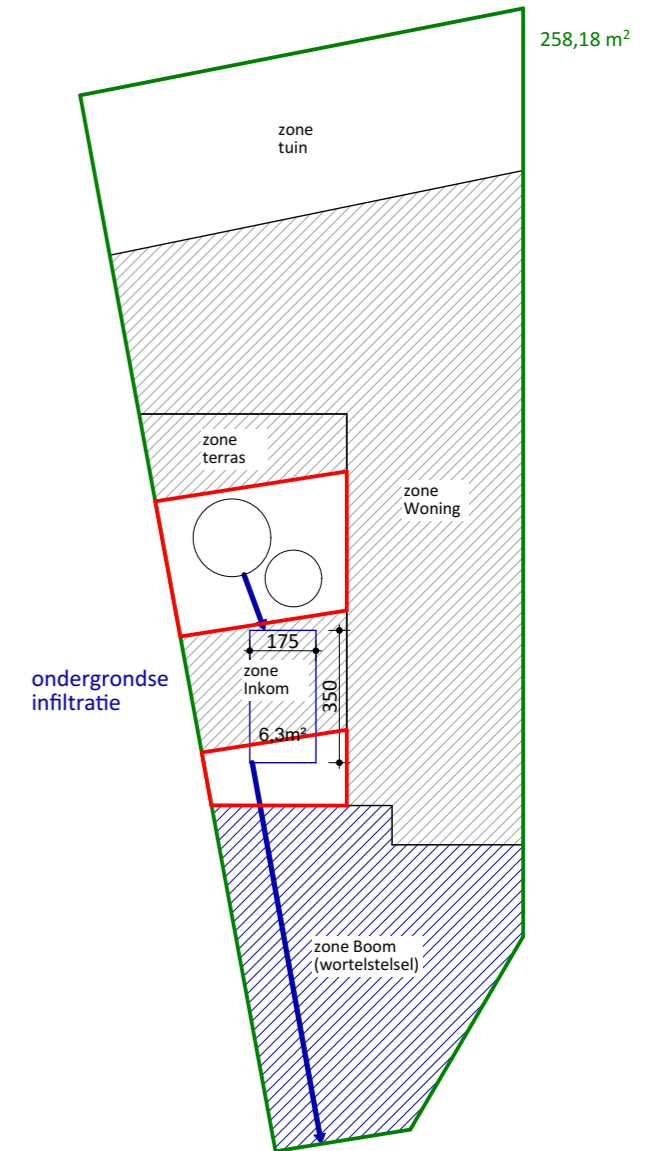 258,18 m²
zone
tuin
zone
terras
zone
Woning
175
zone
Inkom
350
ondergrondse
infiltratie
6,3m²
zone Boom
(wortelstelsel)